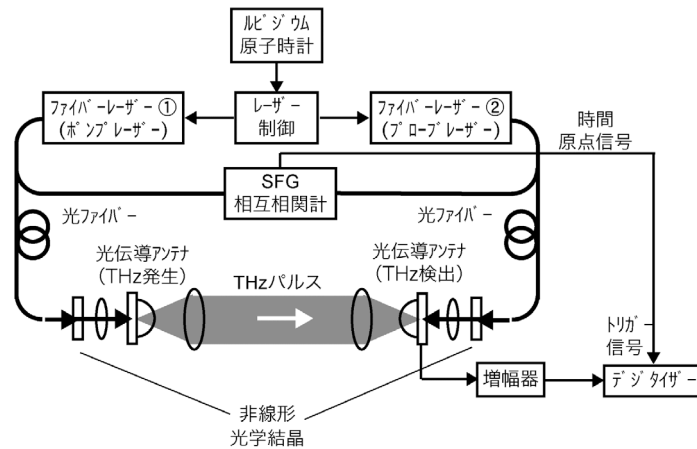 ﾙﾋﾞｼﾞｳﾑ
原子時計
ﾌｧｲﾊﾞｰﾚｰｻﾞｰ ①
(ﾎﾟﾝﾌﾟﾚｰｻﾞｰ)
ﾚｰｻﾞｰ
制御
ﾌｧｲﾊﾞｰﾚｰｻﾞｰ ②
(ﾌﾟﾛｰﾌﾞﾚｰｻﾞｰ)
時間
原点信号
SFG
相互相関計
光ﾌｧｲﾊﾞｰ
光ﾌｧｲﾊﾞｰ
光伝導ｱﾝﾃﾅ
(THz発生)
THzパルス
光伝導ｱﾝﾃﾅ
(THz検出)
ﾄﾘｶﾞｰ
信号
増幅器
ﾃﾞｼﾞﾀｲｻﾞｰ
非線形
光学結晶